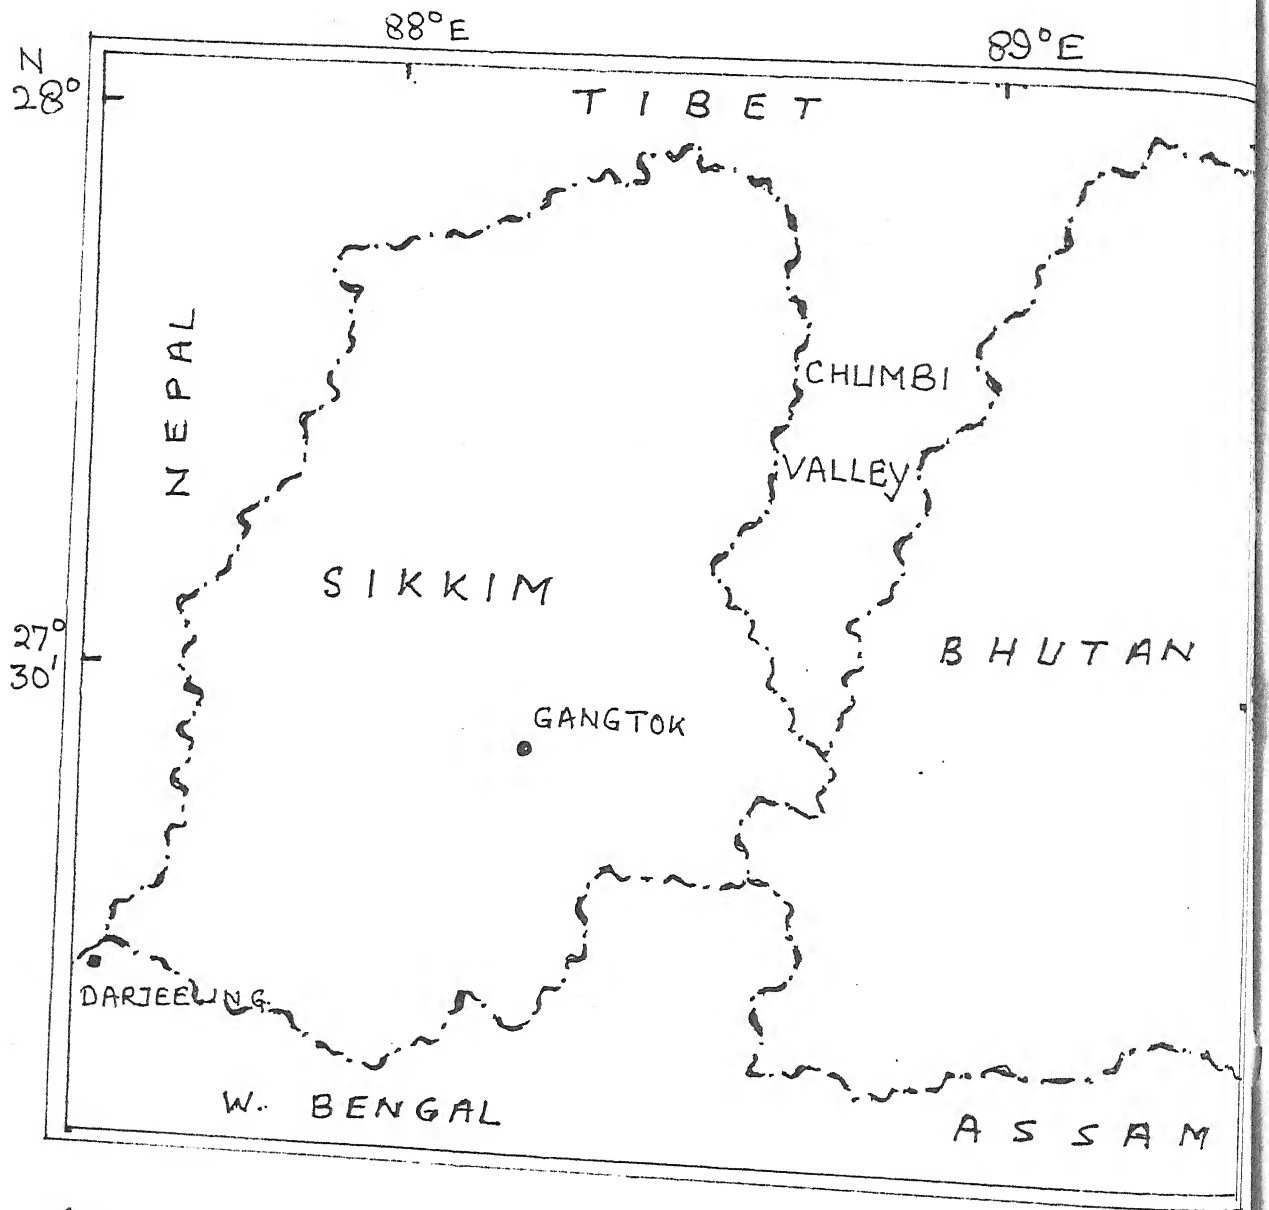 88°E
89°E
N
28°
TIBET
NEPAL
CHUMBI
VALLEY
SIKKIM
27°
30'
BHUTAN
GANGTOK
DARJEELING
W. BENGAL
ASSAM